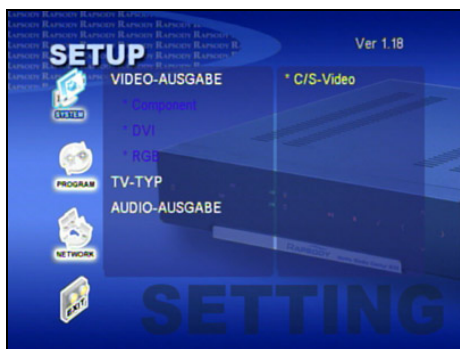 SETUP
Ver 1.18
VIDEO-AUSGABE
* C/S-Video
* Component
* DVI
* RGB
TV-TYP
AUDIO-AUSGABE
SYSTEM
PROGRAM
NETWORK
EXIT
RAPSODY
SETTING